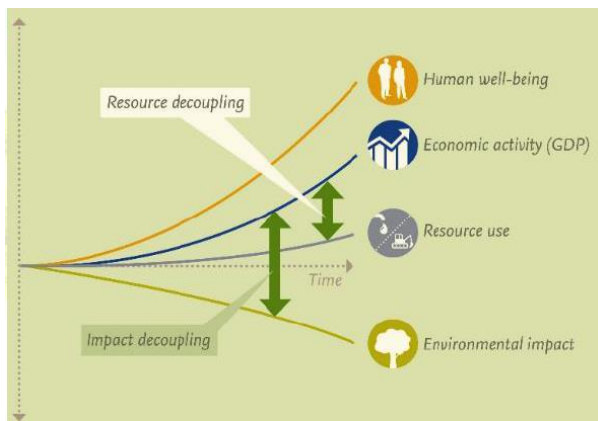 Human well-being
Resource decoupling
Economic activity (GDP)
Resource use
Time
Impact decoupling
Environmental impact